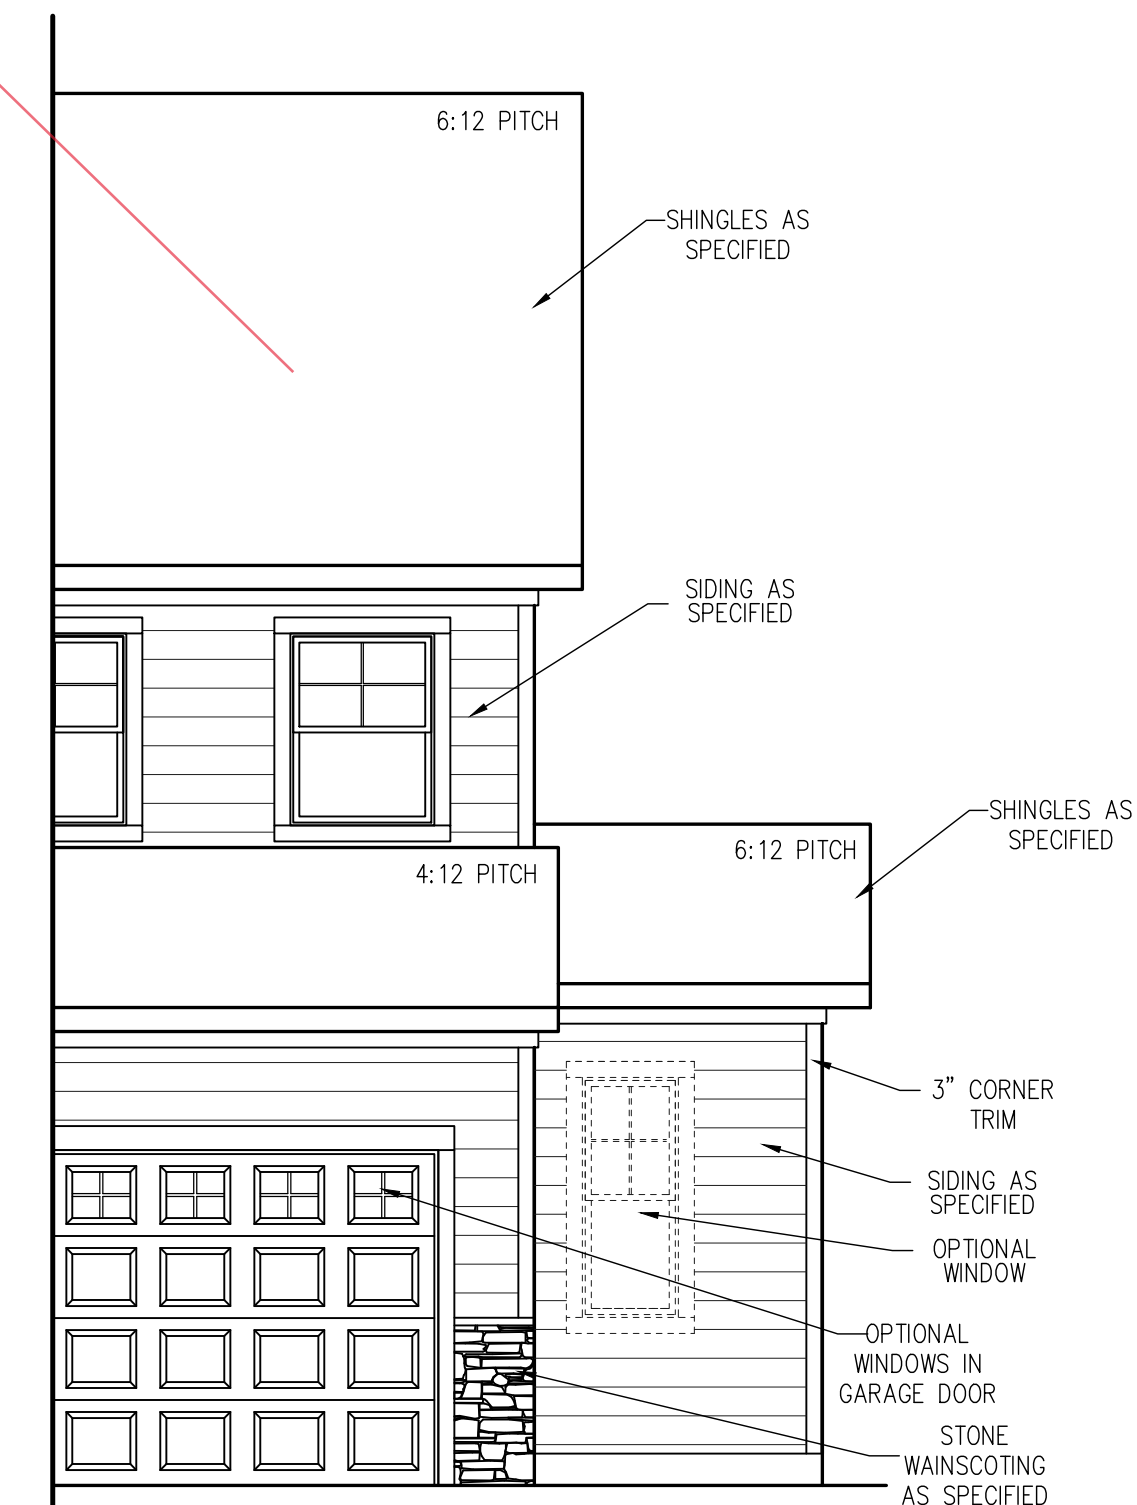 6:12 PITCH
SHINGLES AS
SPECIFIED
SIDING AS
SPECIFIED
SHINGLES AS
SPECIFIED
6:12 PITCH
4:12 PITCH
3” CORNER
TRIM
SIDING AS
SPECIFIED
OPTIONAL
WINDOW
OPTIONAL
WINDOWS IN
GARAGE DOOR
STONE
WAINSCOTING
AS SPECIFIED